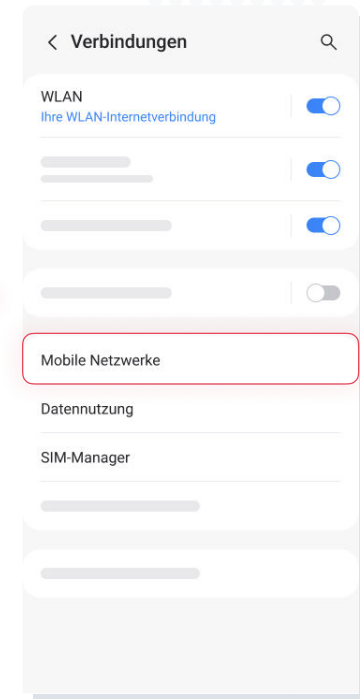 Verbindungen
WLAN
Ihre WLAN-Internetverbindung
Mobile Netzwerke
Datennutzung
SIM-Manager